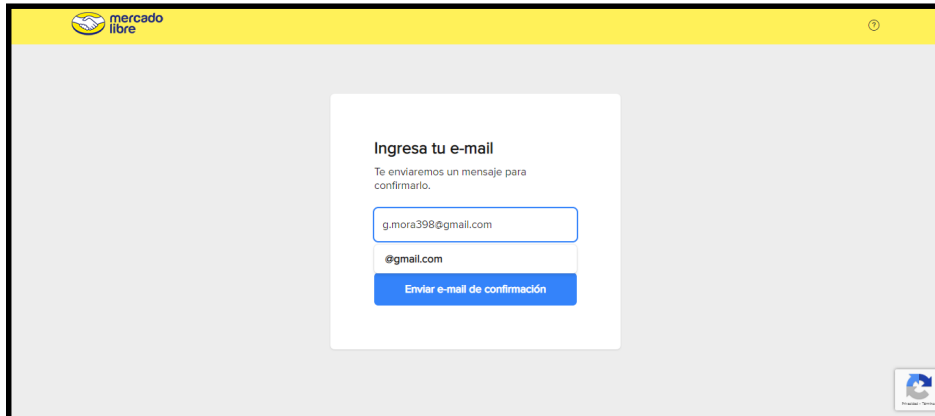 mercado
libre
Ingresa tu e-mail
Te enviaremos un mensaje para
confirmarlo.
g.mora398@gmail.com
@gmail.com
Enviar e-mail de confirmación